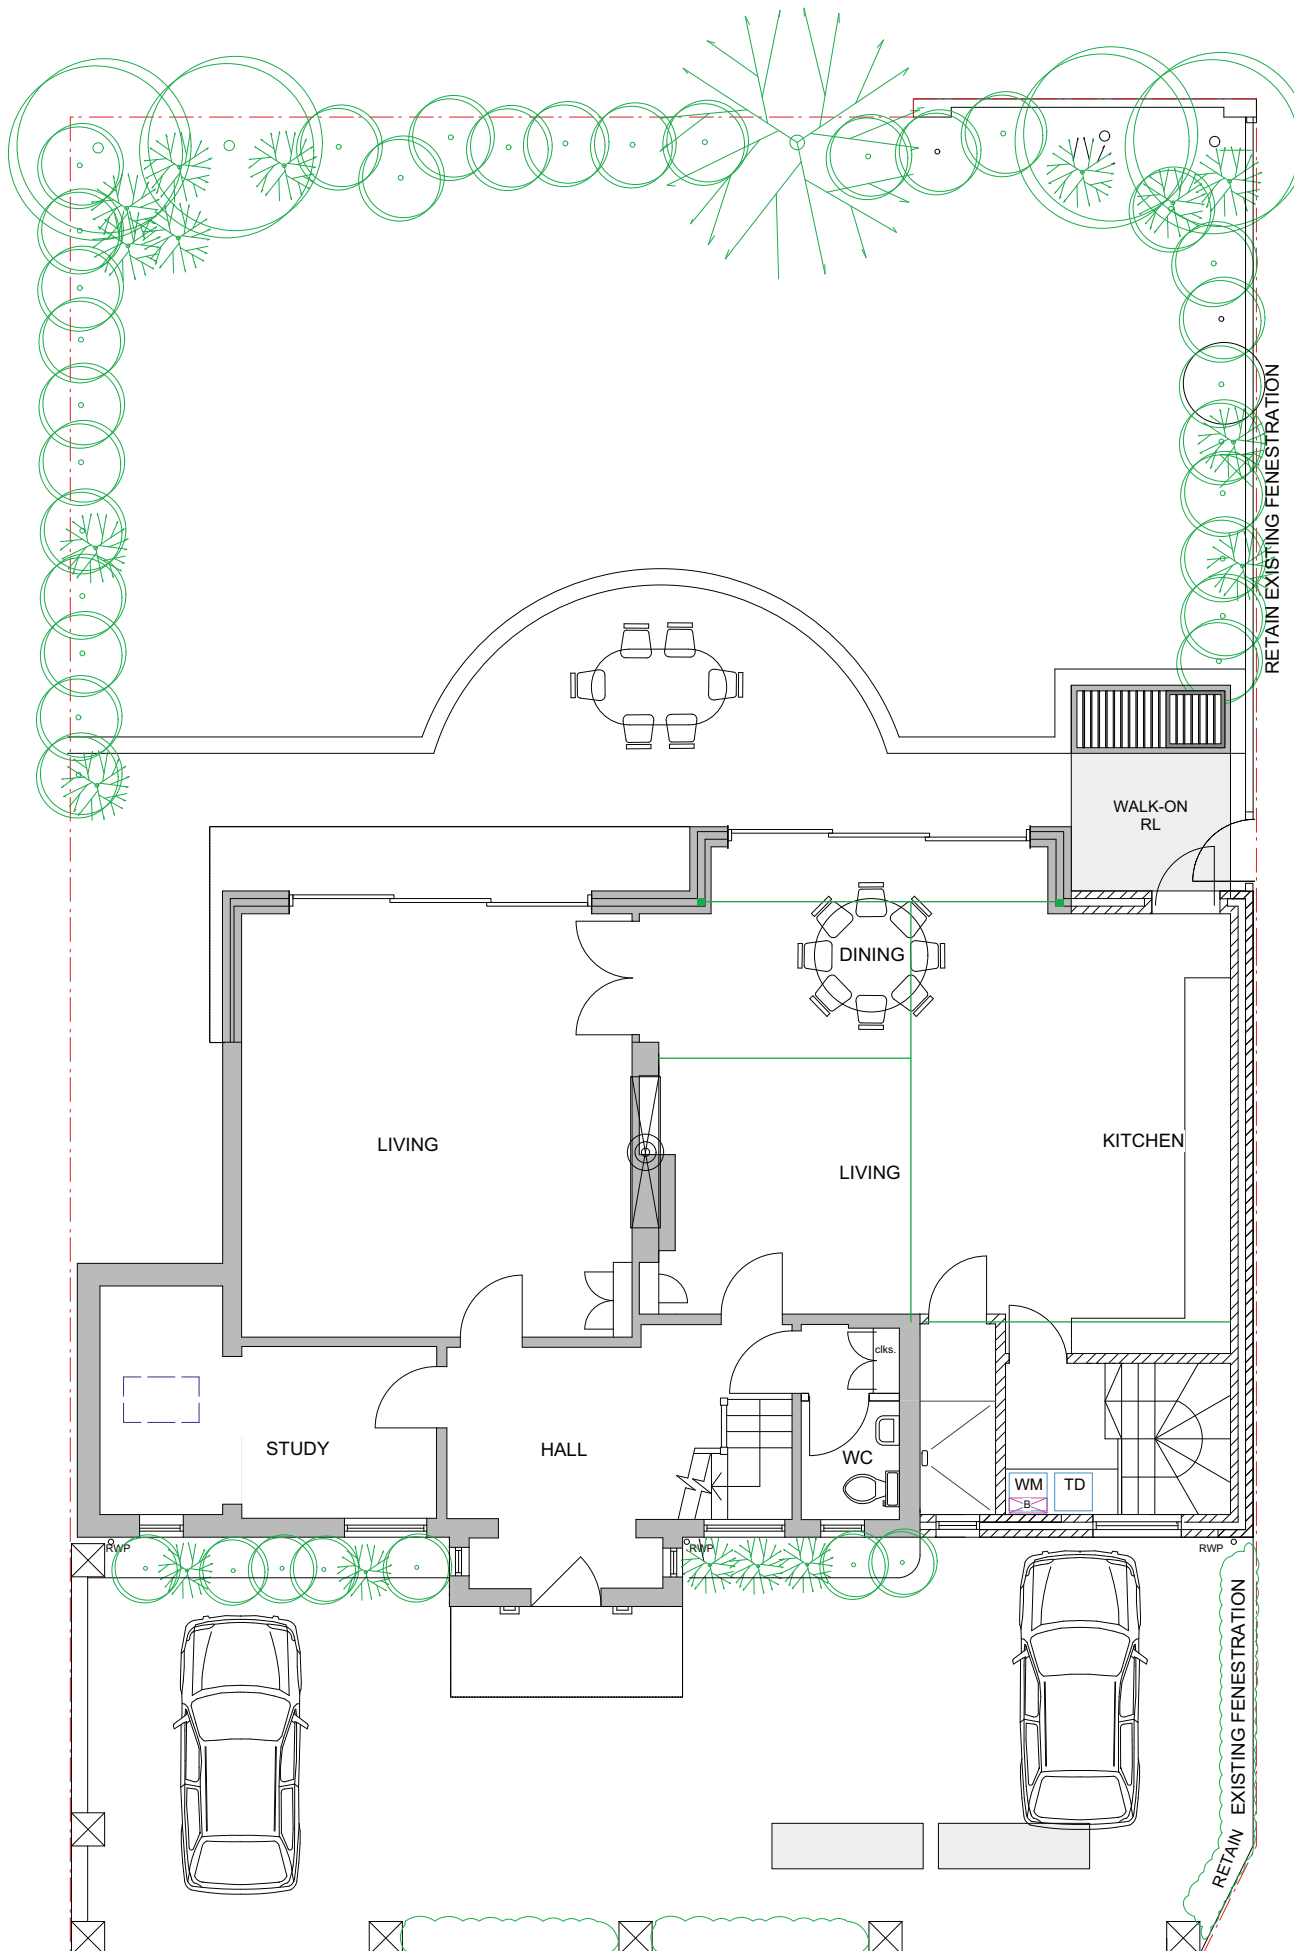 RETAIN EXISTING FENESTRATION
WALK-ON
RL
DINING
LIVING
KITCHEN
LIVING
clks.
STUDY
HALL
WC
WM
TD
B
RWP
RWP
RWP
RETAIN EXISTING FENESTRATION